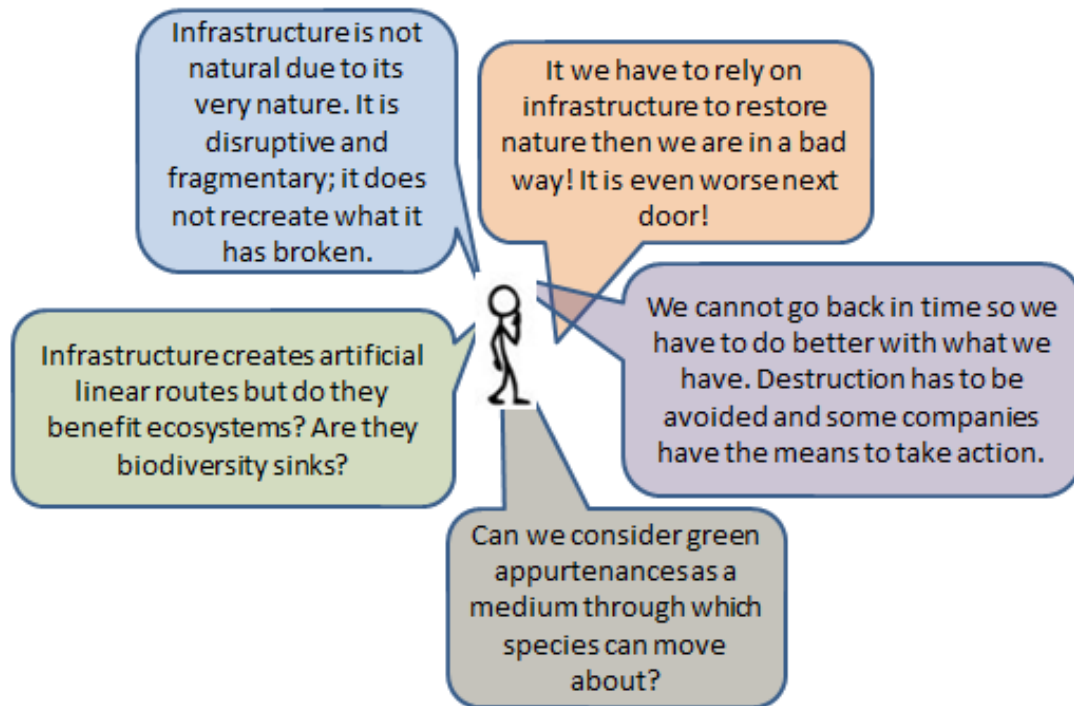 Infrastructure is not
natural due to its
very nature. It is
disruptive and
fragmentary; it does
not recreate what it
has broken.
It we have to rely on
infrastructure to restore
nature then we are in a bad
way! It is even worse next
door!
Infrastructure creates artificial
linear routes but do they
benefit ecosystems? Are they
biodiversity sinks?
We cannot go back in time so we
have to do better with what we
have. Destruction has to be
avoided and some companies
have the means to take action.
Can we consider green
appurtenances as a
medium through which
species can move
about?